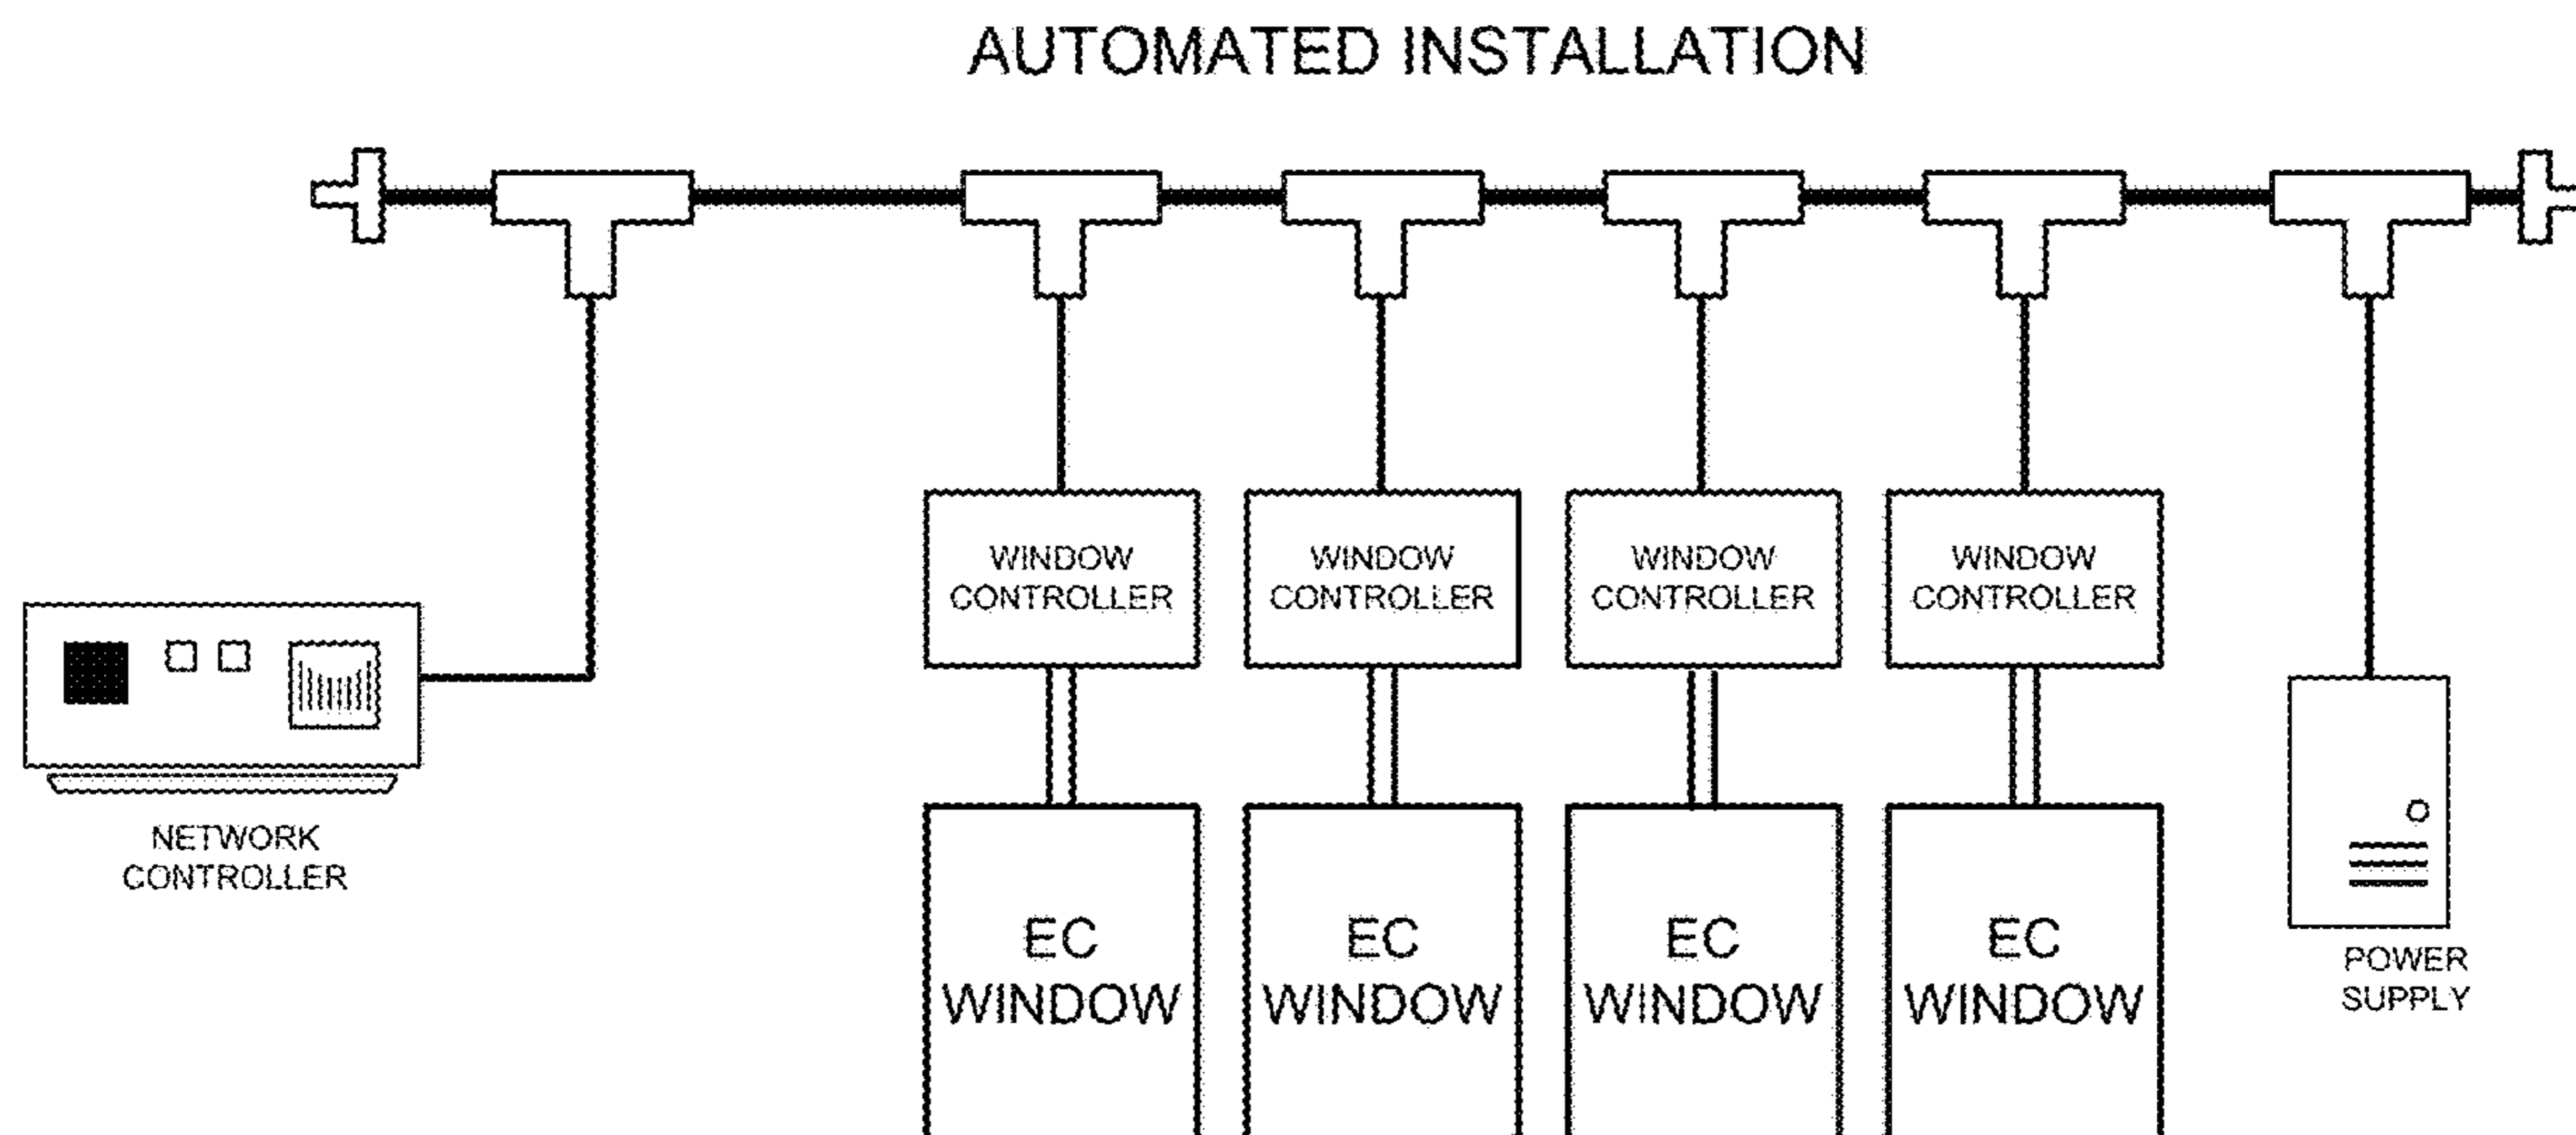 AUTOMATED INSTALLATION
WINDOW
CONTROLLER
WINDOW
CONTROLLER
WINDOW
CONTROLLER
WINDOW
CONTROLLER
NETWORK
CONTROLLER
EC
WINDOW
EC
WINDOW
EC
WINDOW
EC
WINDOW
POWER
SUPPLY